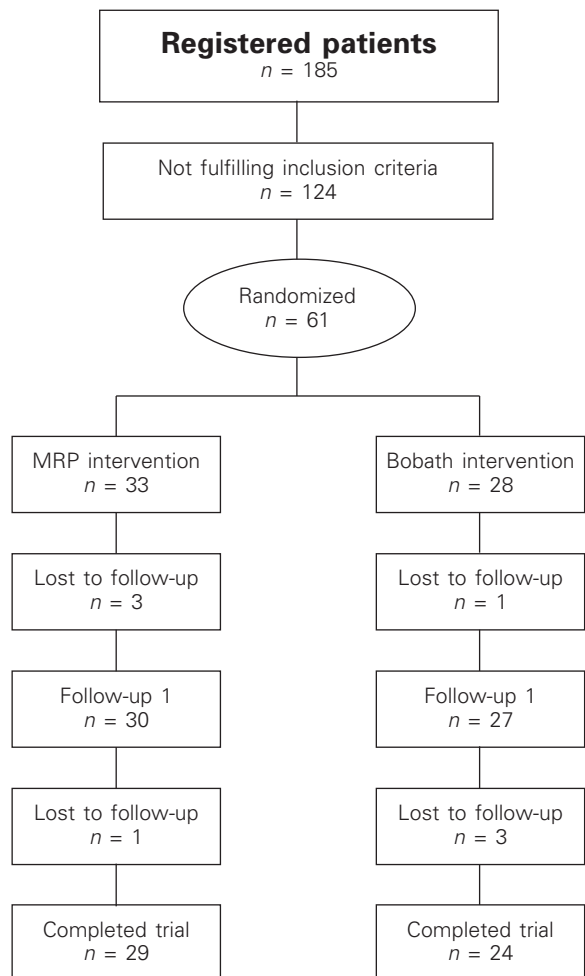 Registered patients
n = 185
Not fulfilling inclusion criteria
n = 124
Randomized
n = 61
MRP intervention
n = 33
Bobath intervention
n = 28
Lost to follow-up
n = 3
Lost to follow-up
n = 1
Follow-up 1
n = 30
Follow-up 1
n = 27
Lost to follow-up
n = 1
Lost to follow-up
n = 3
Completed trial
n = 29
Completed trial
n = 24